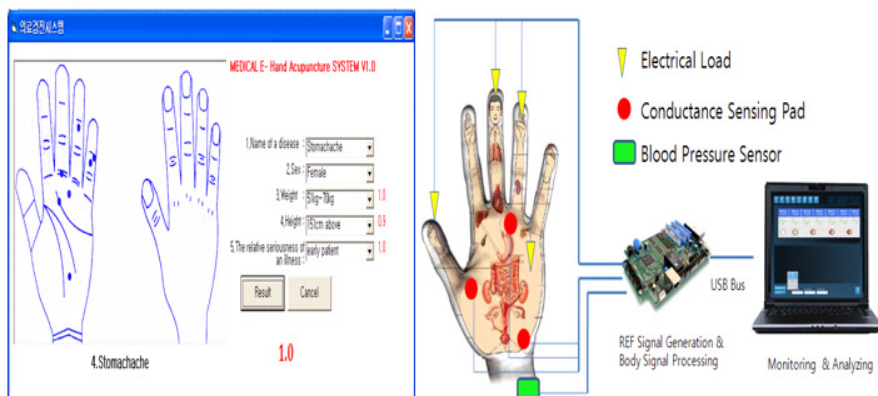 의료검진시스템
MEDICAL E- Hand Acupuncture SYSTEM V1.0
1,Name of a disease : Stomachache
2,Sex: Female
3,Weight : 51kg~70kg 1.0
4,Height: 151cm above 0.9
5,The relative seriousness of an illness: early patient 1.0
Result Cancel
4.Stomachache
1.0
Electrical Load
Conductance Sensing Pad
Blood Pressure Sensor
USB Bus
REF Signal Generation &
Body Signal Processing
Monitoring & Analyzing